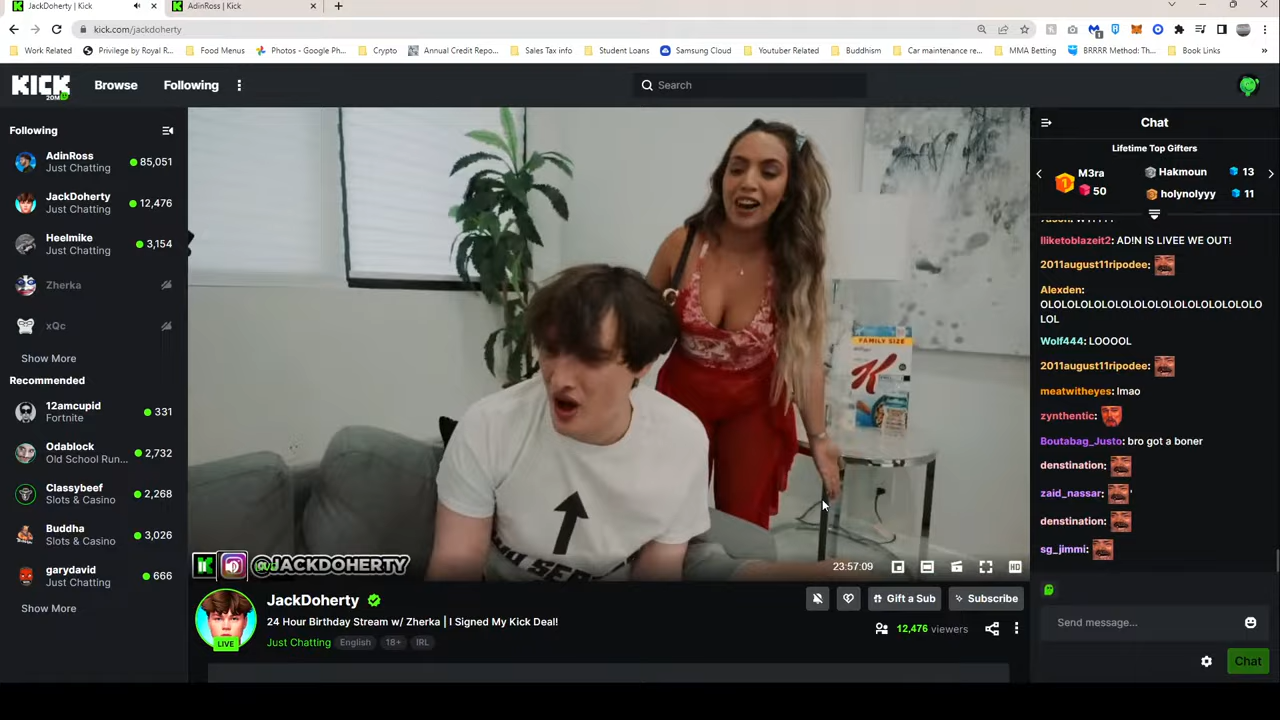 JackDoherty | Kick
AdinRoss | Kick
kick.com/jackdoherty
Work Related
Privilege by Royal R...
Food Menus
Photos - Google Ph...
Crypto
Annual Credit Repo...
Sales Tax info
Student Loans
Samsung Cloud
Youtuber Related
Buddhism
Car maintenance re...
MMA Betting
BRRRR Method: Th...
Book Links
KICK
20M
Browse
Following
Search
Following
AdinRoss
85,051
Just Chatting
JackDoherty
12,476
Just Chatting
Heelmike
3,154
Just Chatting
Zherka
xQc
Show More
Recommended
12amcupid
331
Fortnite
Odablock
2,732
Old School Run...
Classybeef
2,268
Slots & Casino
Buddha
3,026
Slots & Casino
garydavid
666
Just Chatting
Show More
FAMILY SIZE
K
@JACKDOHERTY
23:57:09
HD
LIVE
JackDoherty
24 Hour Birthday Stream w/ Zherka | I Signed My Kick Deal!
Just Chatting
English
18+
IRL
Gift a Sub
Subscribe
12,476 viewers
Chat
Lifetime Top Gifters
M3ra
50
Hakmoun
13
holynolyyy
11
lliketoblazeit2: AD!N IS LIVEE WE OUT!
2011august11ripodee:
Alexden:
OLOLOLOLOLOLOLOLOLOLOLOLOLOLOLOLO
LOL
Wolf444: LOOOOL
2011august11ripodee:
meatwitheyes: lmao
zynthentic:
Boutabag_Justo: bro got a boner
denstination:
zaid_nassar:
denstination:
sg_jimmi:
Send message...
Chat